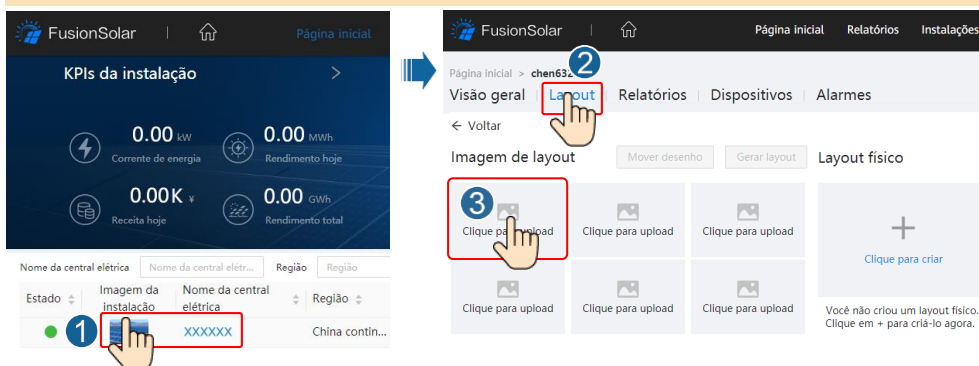 FusionSolar
Página inicial
KPIs da instalação
0.00 kW
Corrente de energia
0.00 MWh
Rendimento hoje
0.00K ¥
Receita hoje
0.00 GWh
Rendimento total
Nome da central elétrica Nome da central elétr... Região Região
Estado Imagem da instalação Nome da central elétrica Região
1
XXXXXX China contin...
FusionSolar
Página inicial Relatórios Instalações
Página inicial > chen632
2
Visão geral Layout Relatórios Dispositivos Alarmes
← Voltar
Imagem de layout Mover desenho Gerar layout Layout físico
3
Clique para upload Clique para upload Clique para upload
Clique para criar
Clique para upload Clique para upload Clique para upload
Você não criou um layout físico.
Clique em + para criá-lo agora.